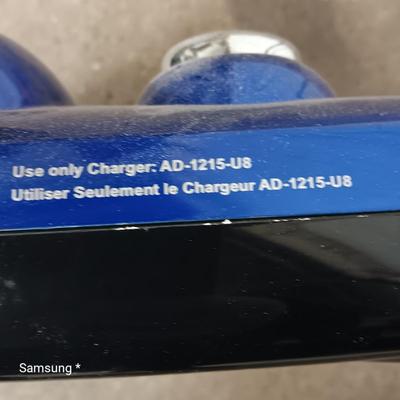 Use only Charger: AD-1215-U8
Utiliser Seulement le Chargeur AD-1215-U8
Samsung *